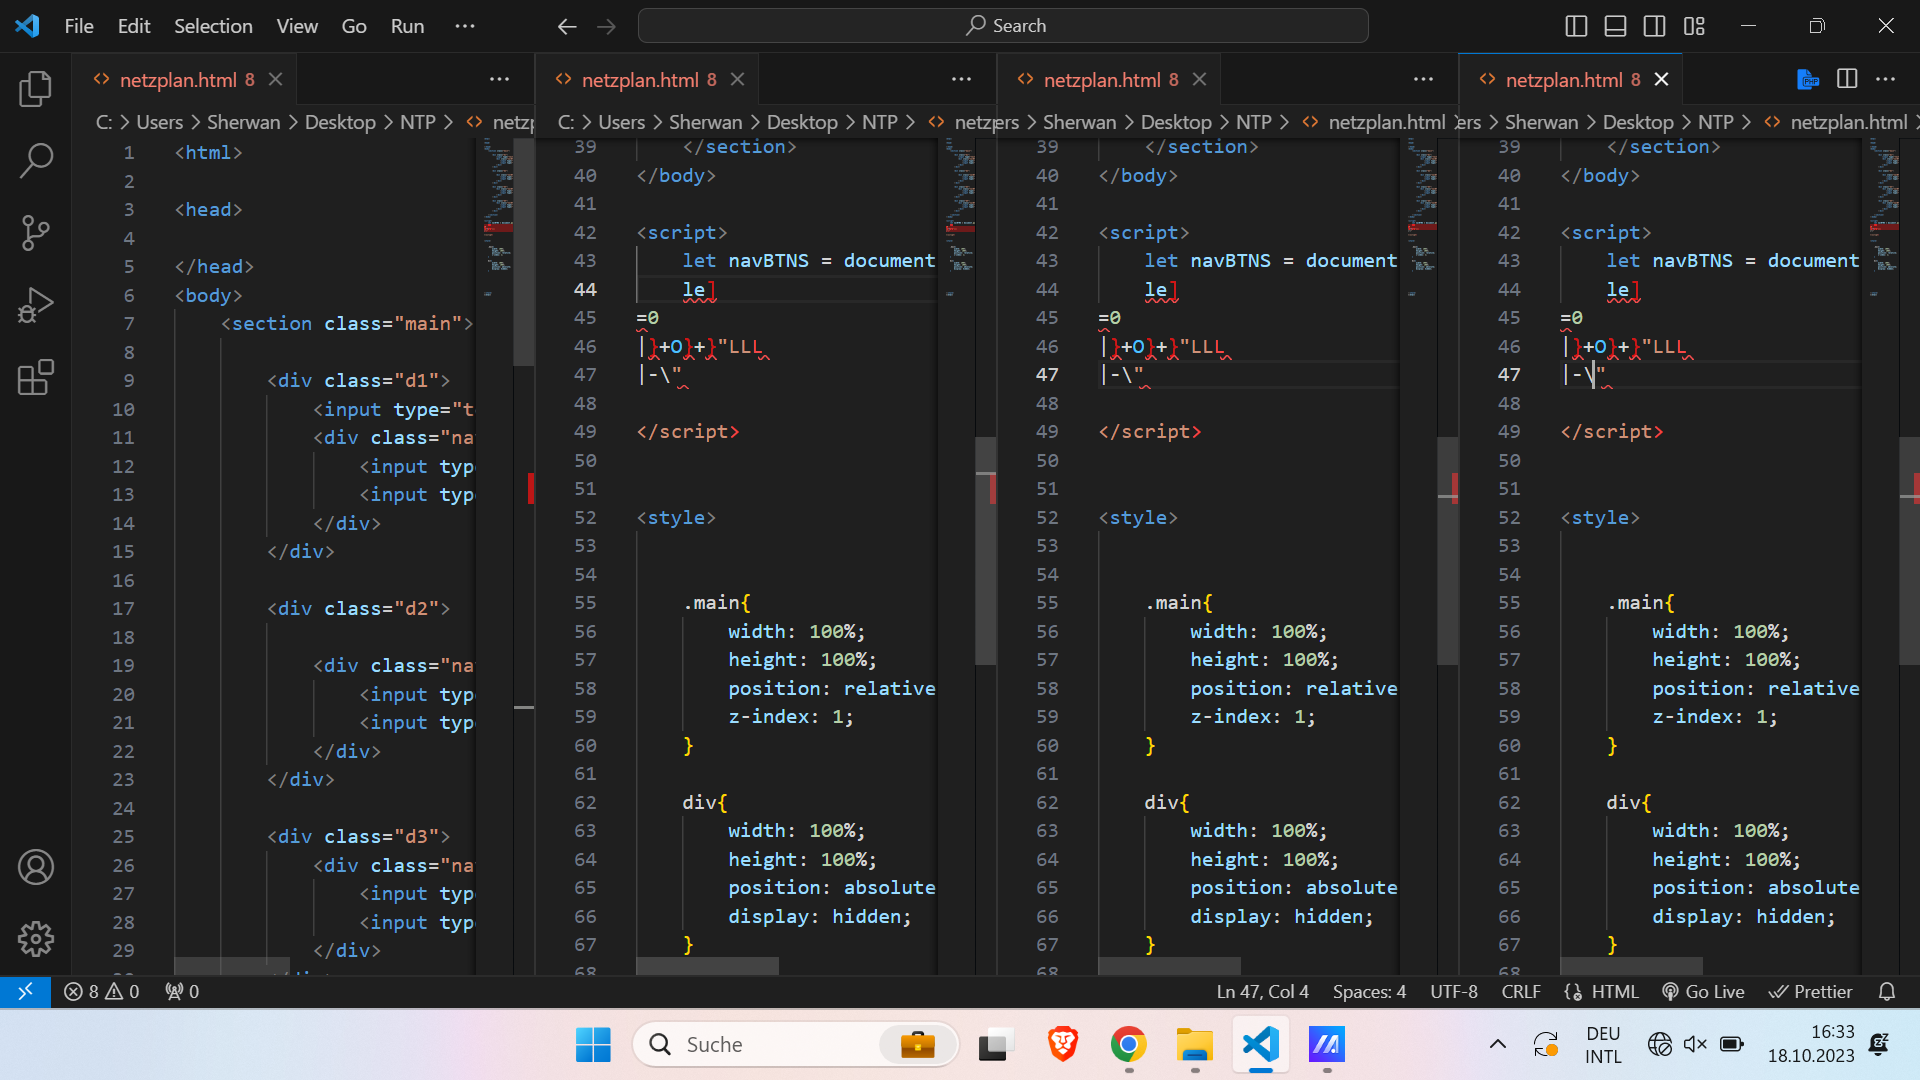 File Edit Selection View Go Run ··· Search
netzplan.html 8
C: > Users > Sherwan > Desktop > NTP > <> netzp
1 <html>
2
3 <head>
4
5 </head>
6 <body>
7 <section class="main">
8
9 <div class="d1">
10 <input type="t
11 <div class="na
12 <input typ
13 <input typ
14 </div>
15 </div>
16
17 <div class="d2">
18
19 <div class="na
20 <input typ
21 <input typ
22 </div>
23 </div>
24
25 <div class="d3">
26 <div class="na
27 <input typ
28 <input typ
29 </div>
netzplan.html 8
C: > Users > Sherwan > Desktop > NTP > <> netzp
39 </section>
40 </body>
41
42 <script>
43 let navBTNS = document
44 le]
45 =0
46 |}+O}+}"LLL
47 |-\"
48
49 </script>
50
51
52 <style>
53
54
55 .main{
56 width: 100%;
57 height: 100%;
58 position: relative
59 z-index: 1;
60 }
61
62 div{
63 width: 100%;
64 height: 100%;
65 position: absolute
66 display: hidden;
67 }
68
netzplan.html 8
ers > Sherwan > Desktop > NTP > <> netzplan.html
39 </section>
40 </body>
41
42 <script>
43 let navBTNS = document
44 le]
45 =0
46 |}+O}+}"LLL
47 |-\"
48
49 </script>
50
51
52 <style>
53
54
55 .main{
56 width: 100%;
57 height: 100%;
58 position: relative
59 z-index: 1;
60 }
61
62 div{
63 width: 100%;
64 height: 100%;
65 position: absolute
66 display: hidden;
67 }
68
netzplan.html 8
ers > Sherwan > Desktop > NTP > <> netzplan.html >
39 </section>
40 </body>
41
42 <script>
43 let navBTNS = document
44 le]
45 =0
46 |}+O}+}"LLL
47 |-\"
48
49 </script>
50
51
52 <style>
53
54
55 .main{
56 width: 100%;
57 height: 100%;
58 position: relative
59 z-index: 1;
60 }
61
62 div{
63 width: 100%;
64 height: 100%;
65 position: absolute
66 display: hidden;
67 }
68
8 0 0 Ln 47, Col 4 Spaces: 4 UTF-8 CRLF HTML Go Live Prettier
Suche DEU 16:33
INTL 18.10.2023